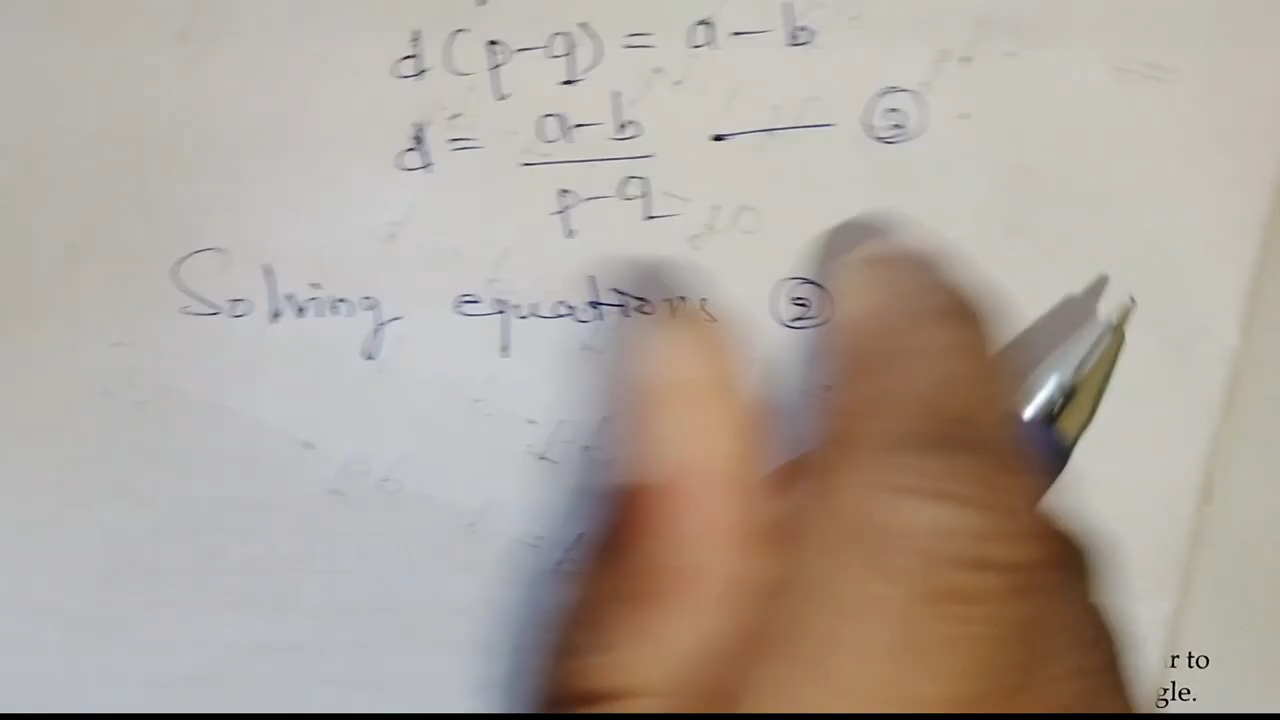 d(p-q) = a-b
d = a-b / p-q —— ③
Solving equations ②
r to
gle.